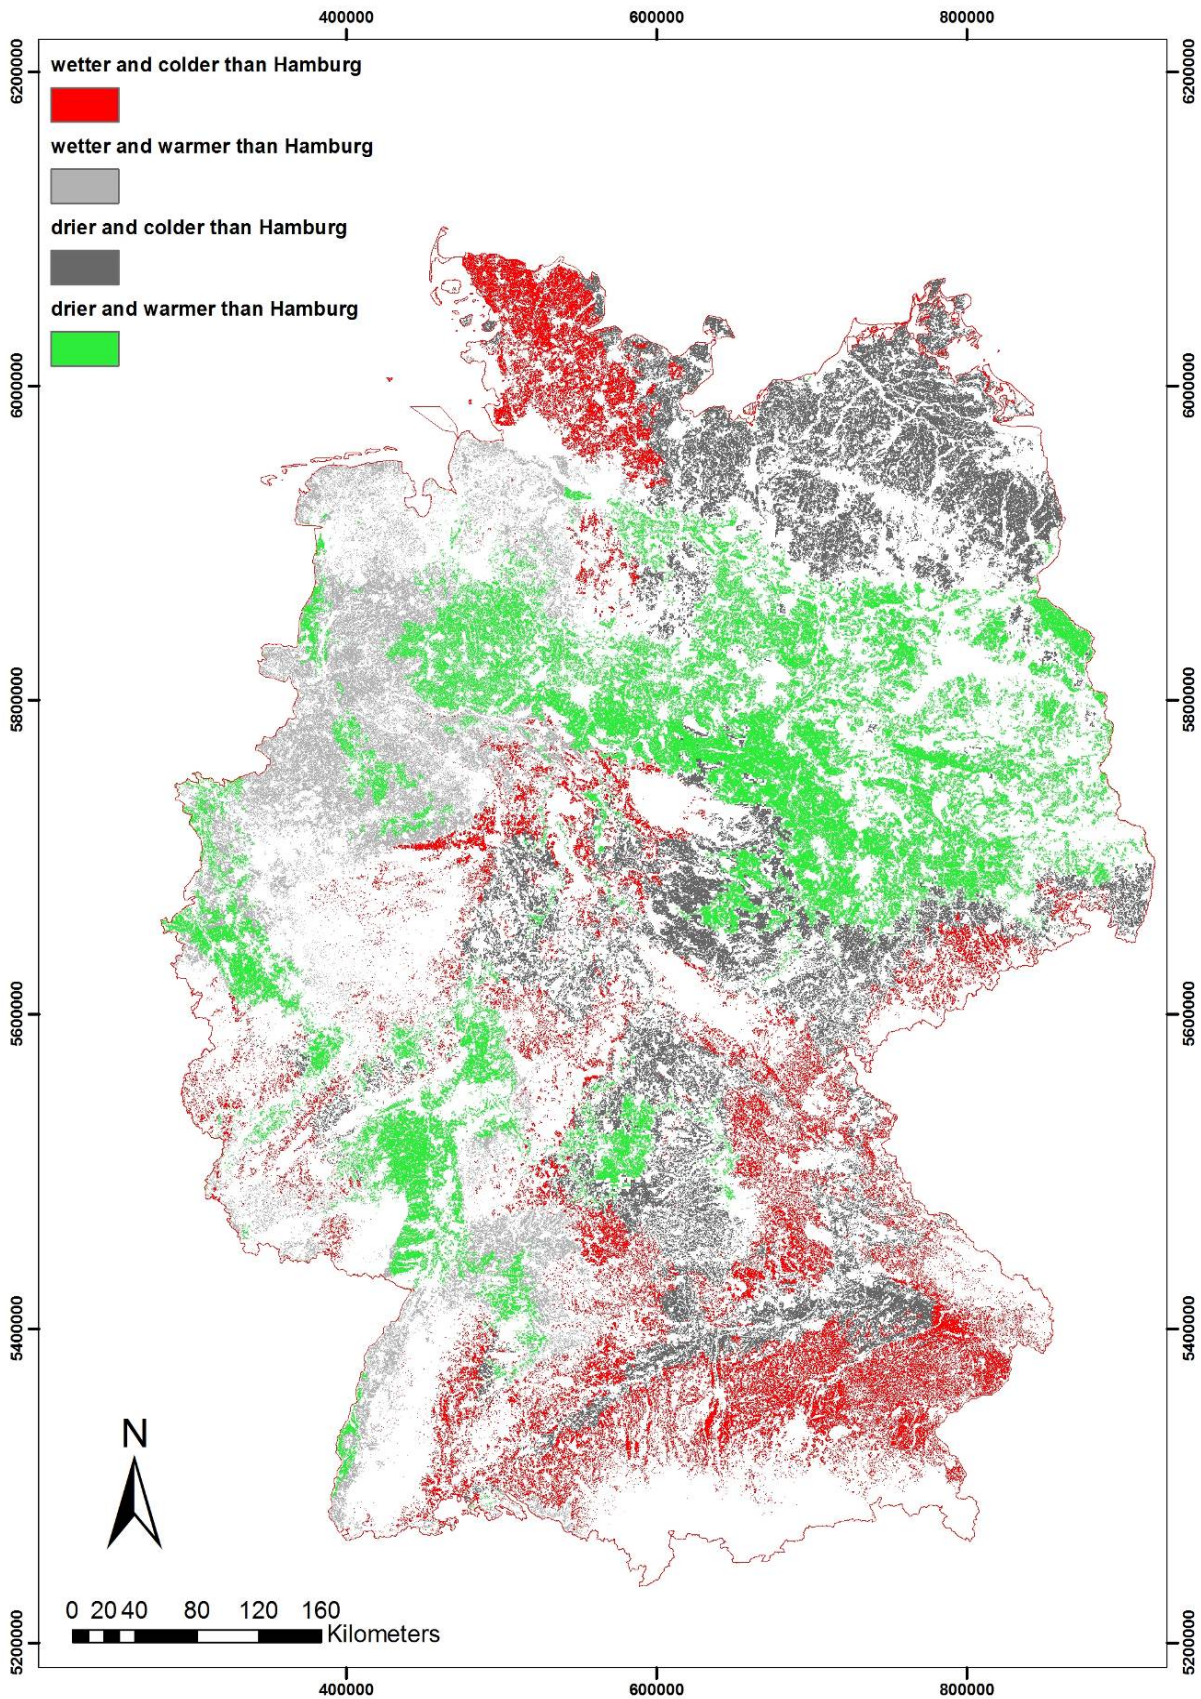 400000 600000 800000
wetter and colder than Hamburg
wetter and warmer than Hamburg
drier and colder than Hamburg
drier and warmer than Hamburg
6200000 6200000
6000000 6000000
5800000 5800000
5600000 5600000
5400000 5400000
5200000 5200000
N
0 20 40 80 120 160
Kilometers
400000 600000 800000